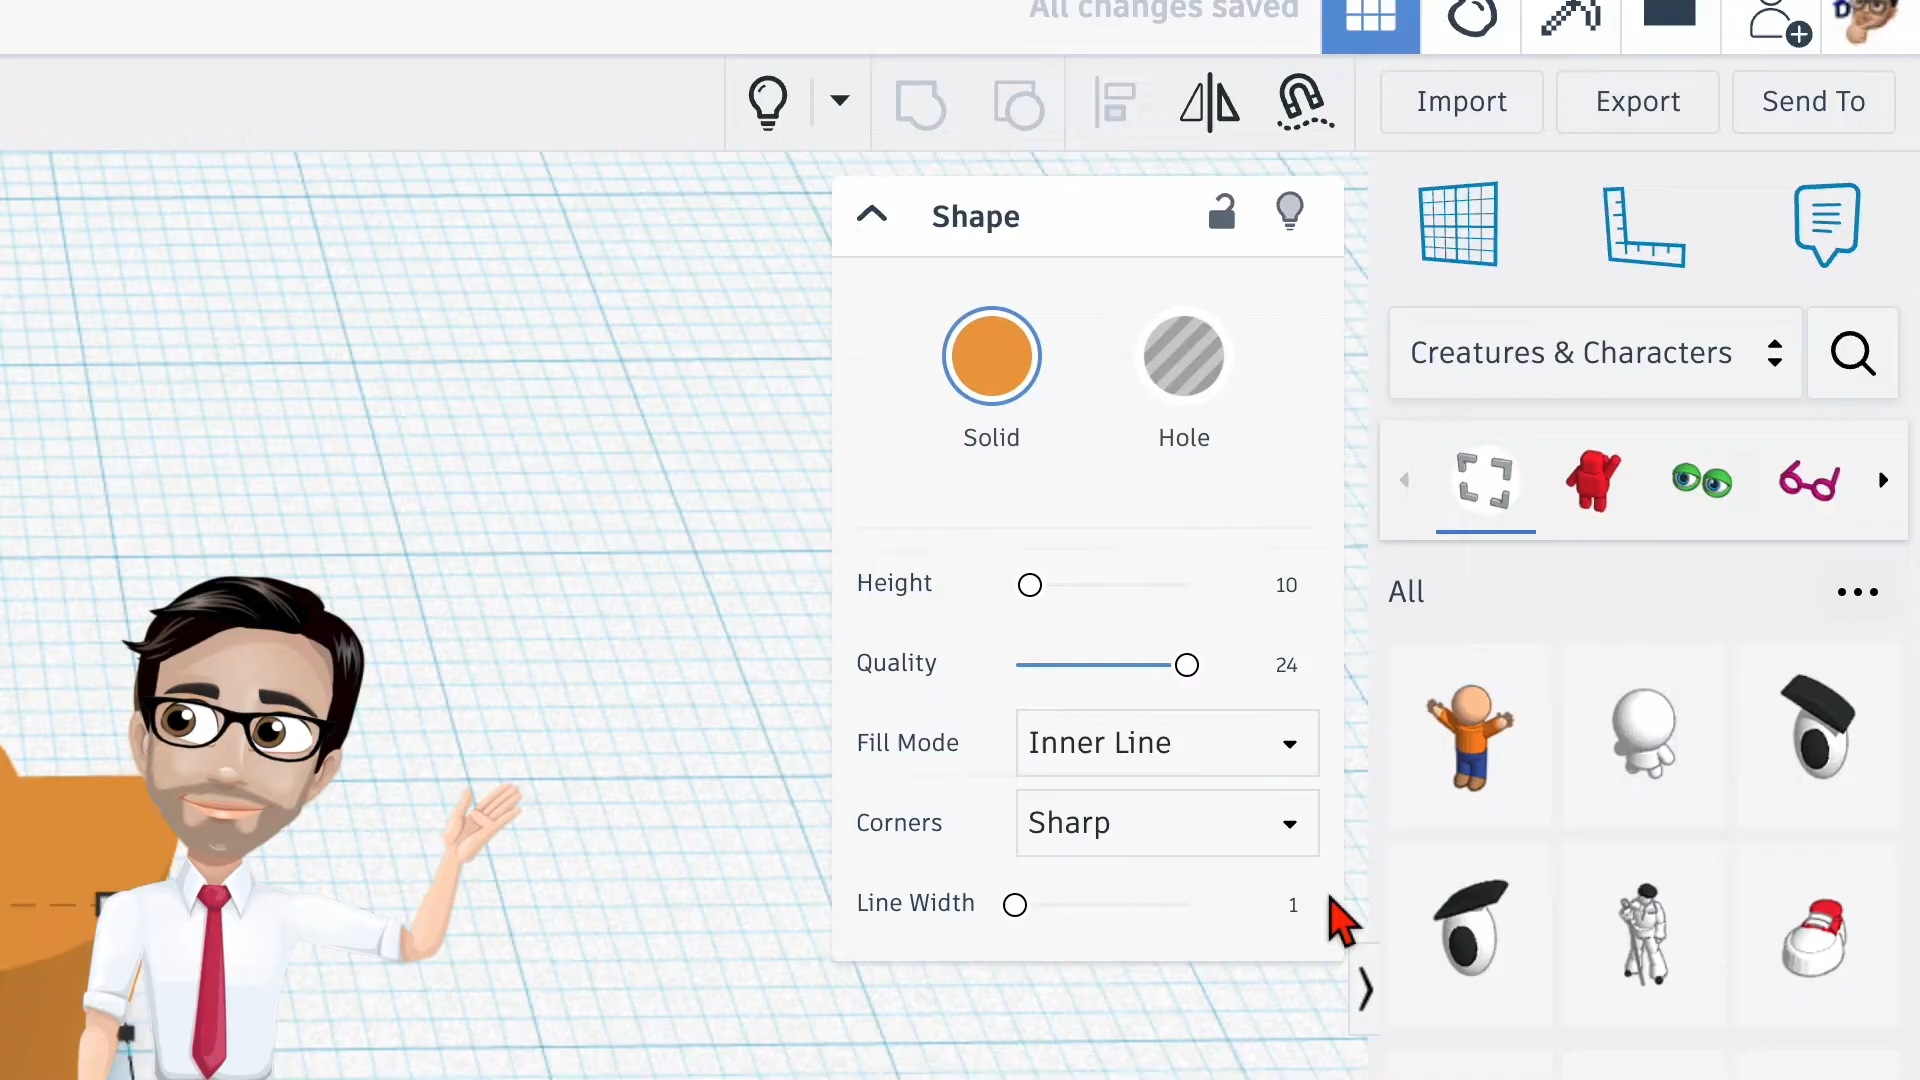 All changes saved
Import
Export
Send To
Shape
Solid
Hole
Height
10
Quality
24
Fill Mode
Inner Line
Corners
Sharp
Line Width
1
Creatures & Characters
All